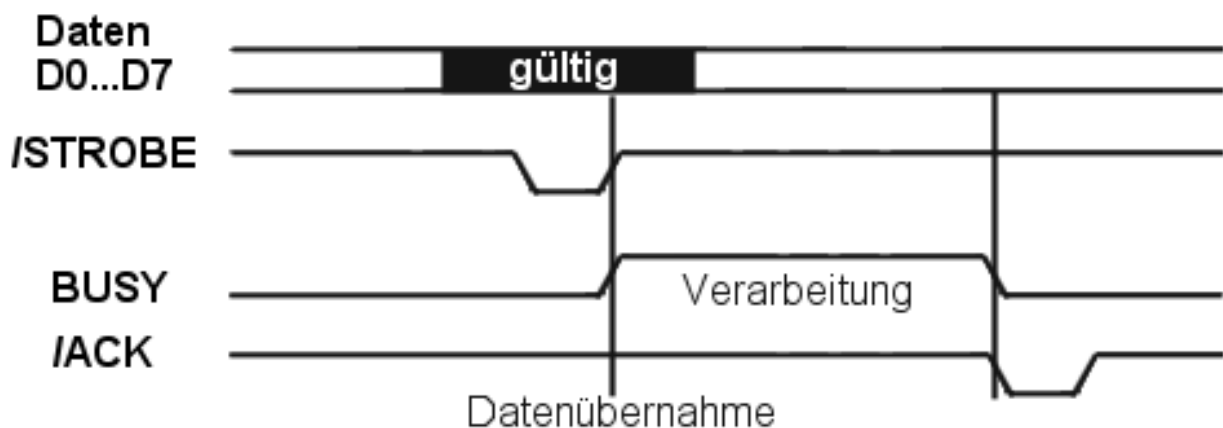 Daten
D0...D7
gültig
/STROBE
BUSY
Verarbeitung
/ACK
Datenübernahme